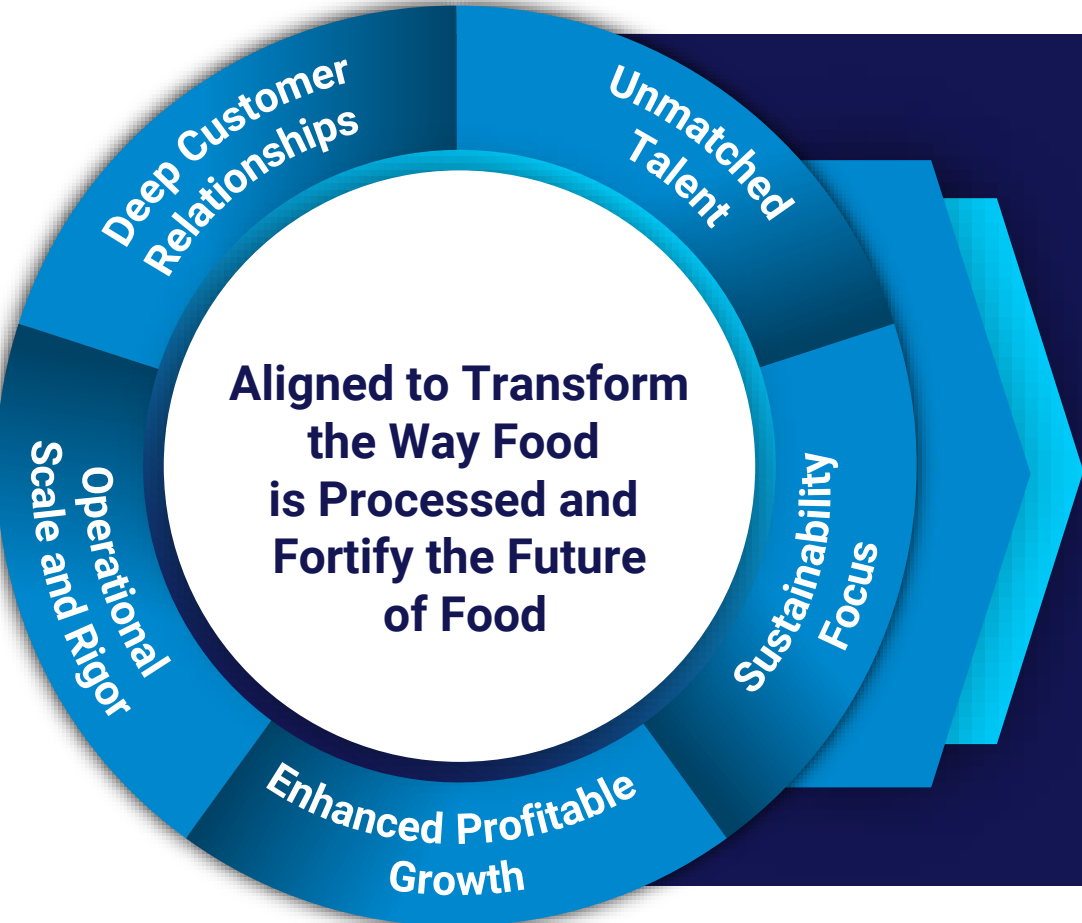 Deep Customer
Relationships
Unmatched
Talent
Aligned to Transform
the Way Food
is Processed and
Fortify the Future
of Food
Operational
Scale and Rigor
Sustainability
Focus
Enhanced Profitable
Growth